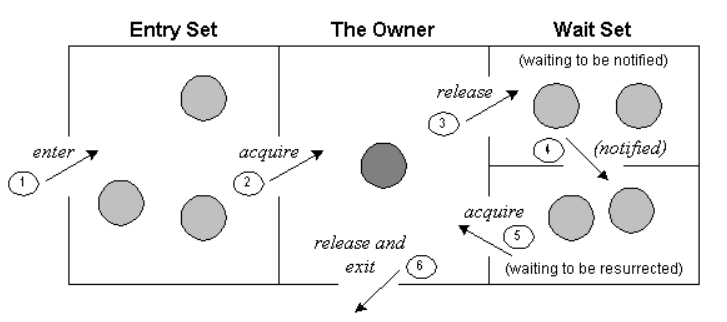 Entry Set
The Owner
Wait Set
(waiting to be notified)
release
3
enter
1
acquire
2
4
(notified)
acquire
5
release and
exit
6
(waiting to be resurrected)